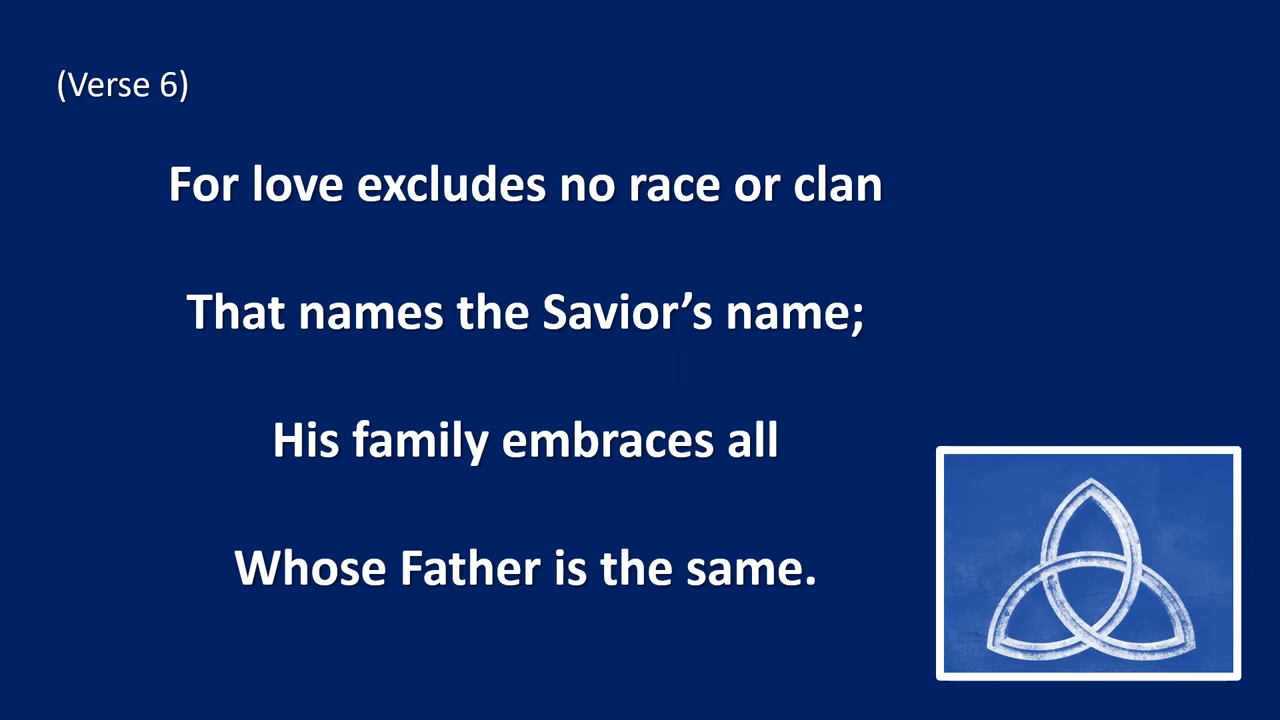 (Verse 6)
For love excludes no race or clan
That names the Savior’s name;
His family embraces all
Whose Father is the same.